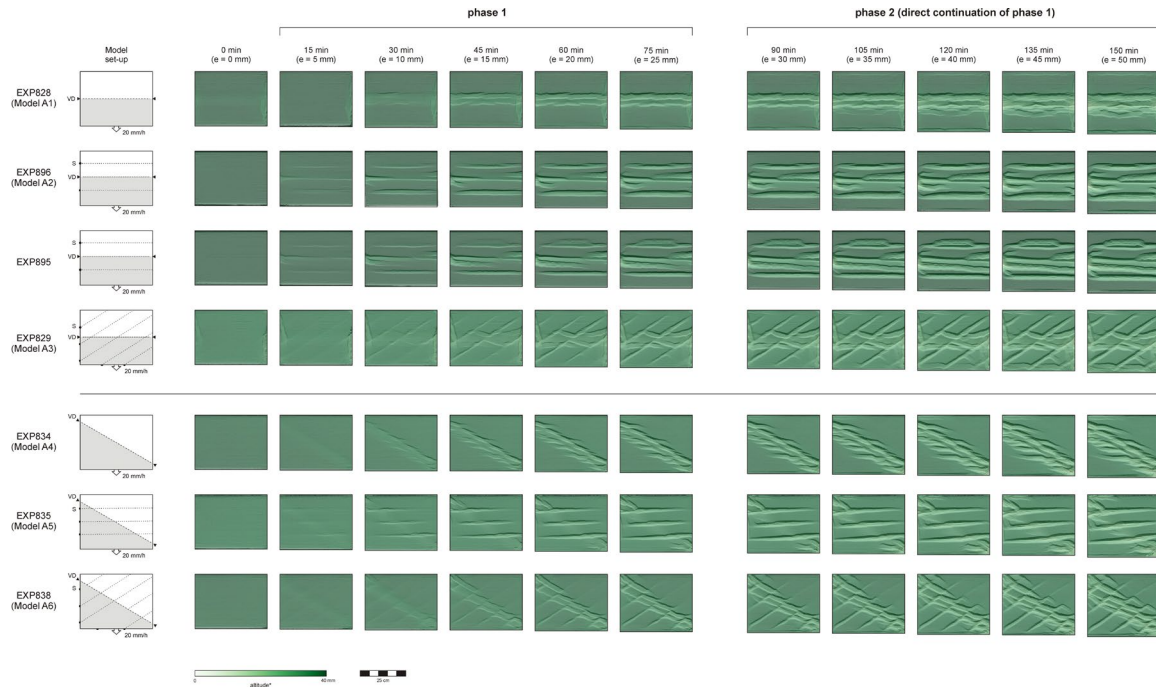 phase 1
phase 2 (direct continuation of phase 1)
Model
set-up
0 min
(e = 0 mm)
15 min
(e = 5 mm)
30 min
(e = 10 mm)
45 min
(e = 15 mm)
60 min
(e = 20 mm)
75 min
(e = 25 mm)
90 min
(e = 30 mm)
105 min
(e = 35 mm)
120 min
(e = 40 mm)
135 min
(e = 45 mm)
150 min
(e = 50 mm)
EXP828
(Model A1)
VD
20 mm/h
EXP896
(Model A2)
S
VD
20 mm/h
EXP895
S
VD
20 mm/h
EXP829
(Model A3)
S
VD
20 mm/h
EXP834
(Model A4)
VD
20 mm/h
EXP835
(Model A5)
VD
S
20 mm/h
EXP838
(Model A6)
VD
S
20 mm/h
0
40 mm
altitude*
25 cm